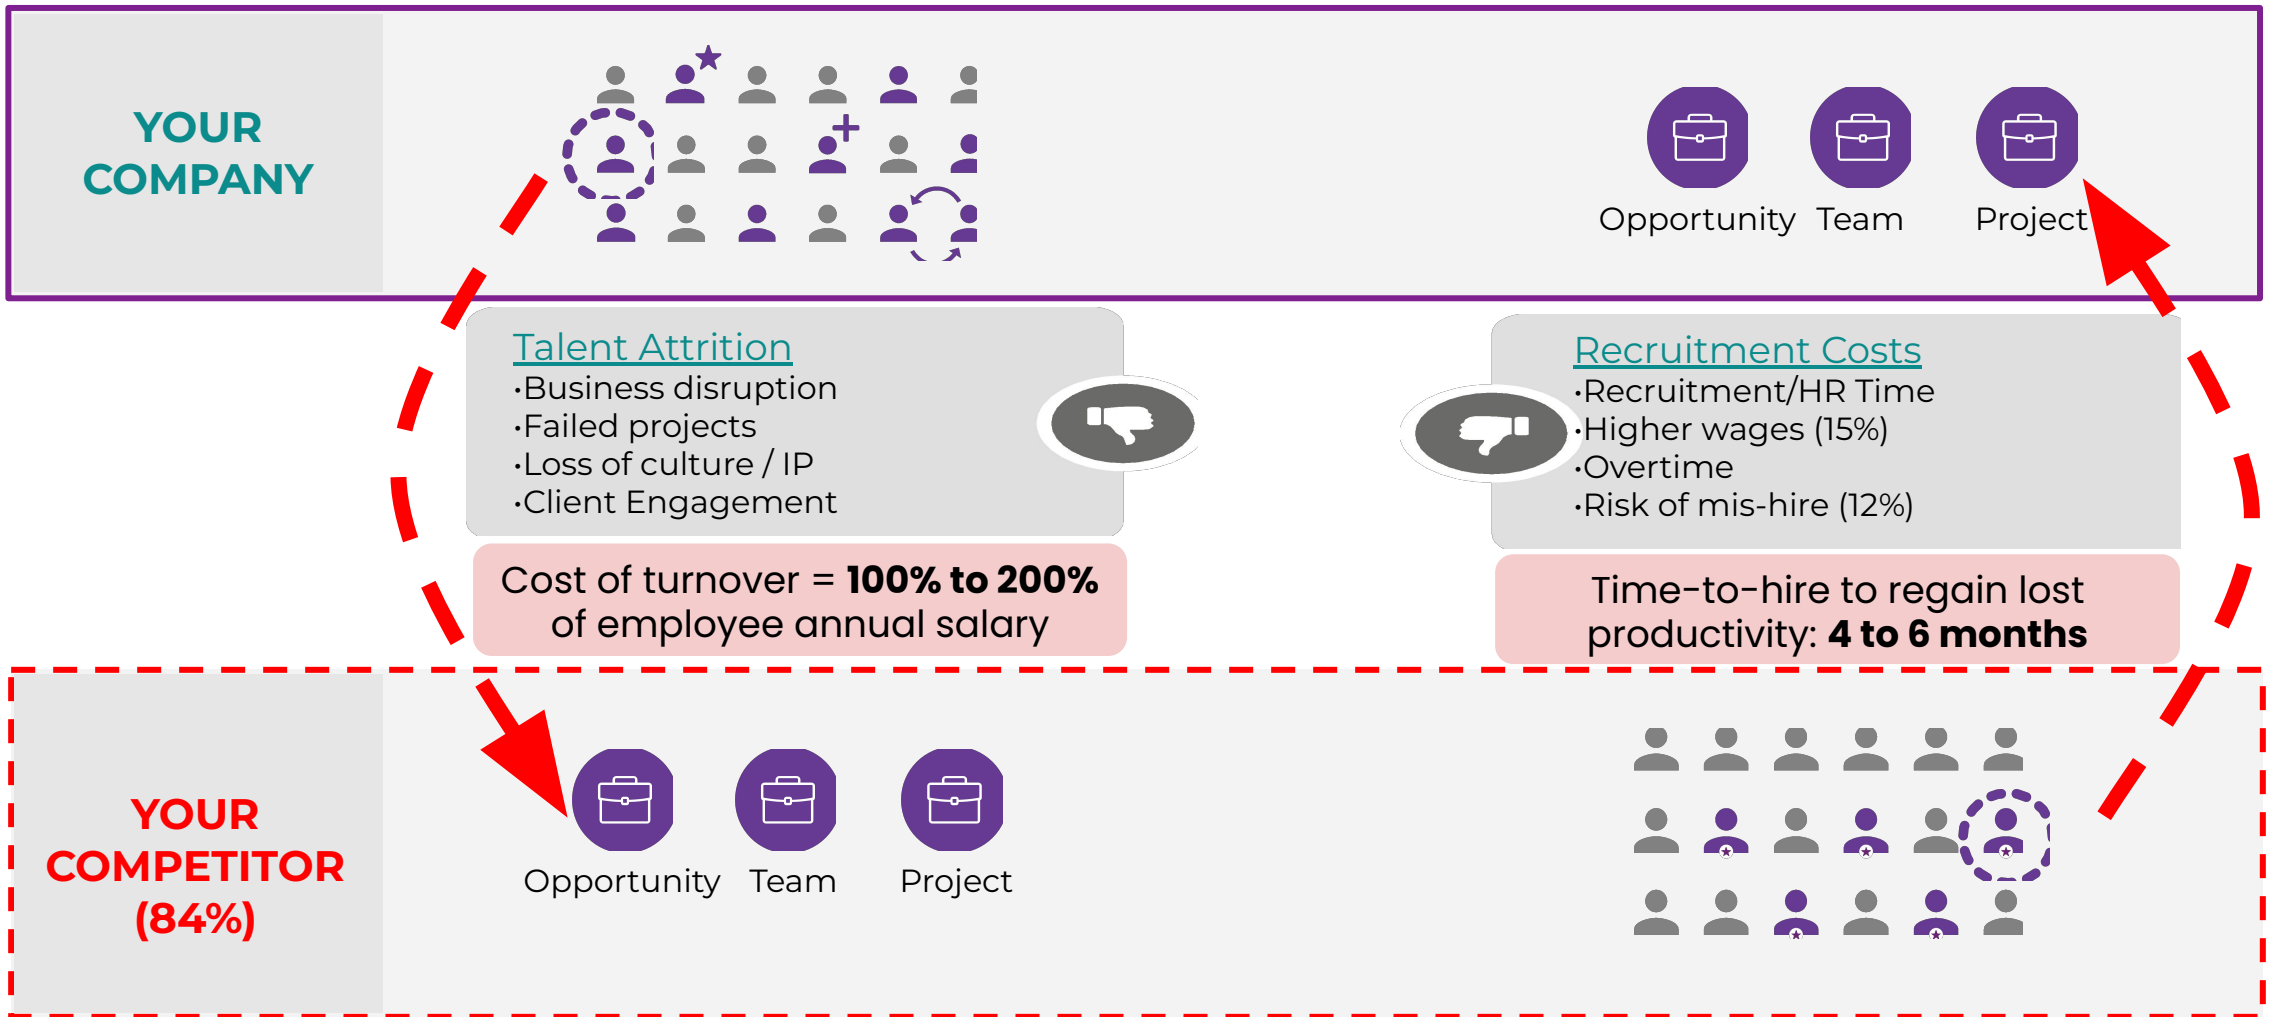 YOUR
COMPANY
Opportunity Team Project
Talent Attrition
•Business disruption
•Failed projects
•Loss of culture / IP
•Client Engagement
Cost of turnover = 100% to 200%
of employee annual salary
Recruitment Costs
•Recruitment/HR Time
•Higher wages (15%)
•Overtime
•Risk of mis-hire (12%)
Time-to-hire to regain lost
productivity: 4 to 6 months
YOUR
COMPETITOR
(84%)
Opportunity Team Project